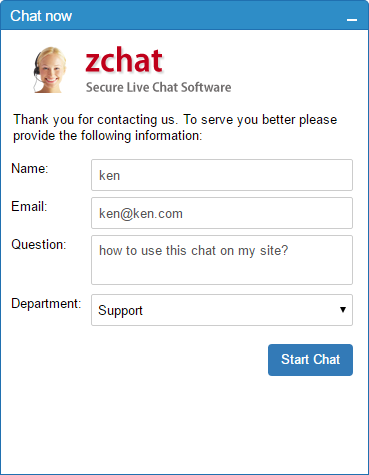 Chat now
zchat
Secure Live Chat Software
Thank you for contacting us. To serve you better please
provide the following information:
Name:
ken
Email:
ken@ken.com
Question:
how to use this chat on my site?
Department:
Support
Start Chat